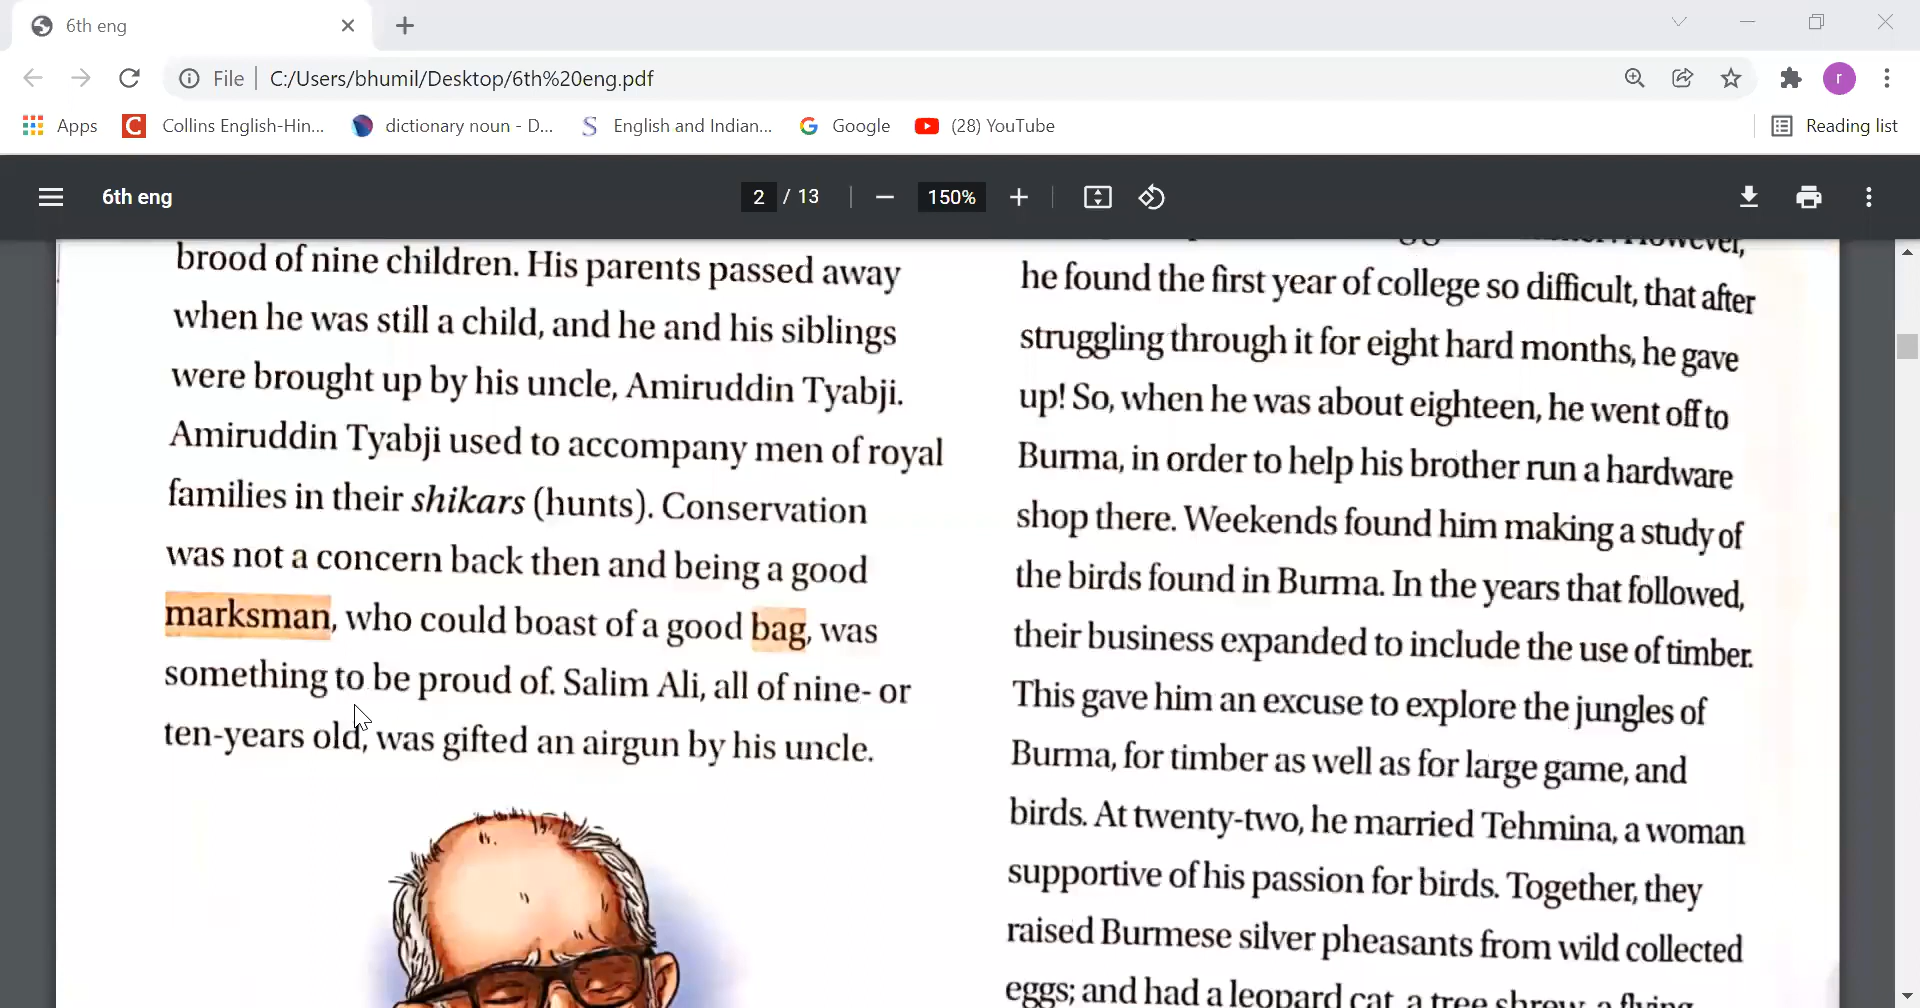 6th eng
File
C:/Users/bhumil/Desktop/6th%20eng.pdf
r
Apps
Collins English-Hin...
dictionary noun - D...
English and Indian...
Google
(28) YouTube
Reading list
6th eng
2 / 13
150%
brood of nine children. His parents passed away
when he was still a child, and he and his siblings
were brought up by his uncle, Amiruddin Tyabji.
Amiruddin Tyabji used to accompany men of royal
families in their shikars (hunts). Conservation
was not a concern back then and being a good
marksman, who could boast of a good bag, was
something to be proud of. Salim Ali, all of nine- or
ten-years old, was gifted an airgun by his uncle.
However,
he found the first year of college so difficult, that after
struggling through it for eight hard months, he gave
up! So, when he was about eighteen, he went off to
Burma, in order to help his brother run a hardware
shop there. Weekends found him making a study of
the birds found in Burma. In the years that followed,
their business expanded to include the use of timber.
This gave him an excuse to explore the jungles of
Burma, for timber as well as for large game, and
birds. At twenty-two, he married Tehmina, a woman
supportive of his passion for birds. Together, they
raised Burmese silver pheasants from wild collected
eggs; and had a leopard cat, a tree shrew, a flying